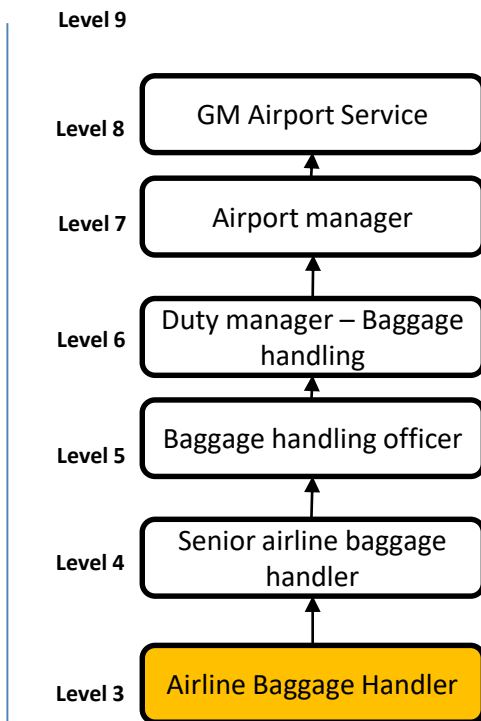 Level 9
Level 8
GM Airport Service
Level 7
Airport manager
Level 6
Duty manager – Baggage
handling
Level 5
Baggage handling officer
Level 4
Senior airline baggage
handler
Level 3
Airline Baggage Handler